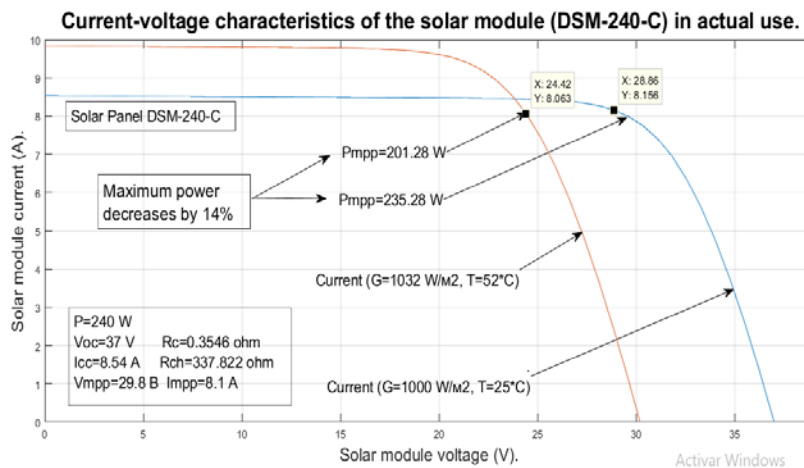 Current-voltage characteristics of the solar module (DSM-240-C) in actual use.
10
9
8
7
6
5
4
3
2
1
0
Solar module current (A).
X: 24.42
Y: 8.063
X: 28.86
Y: 8.156
Solar Panel DSM-240-C
Pmpp=201.28 W
Maximum power
decreases by 14%
Pmpp=235.28 W
Current (G=1032 W/м2, T=52*C)
P=240 W
Voc=37 V Rc=0.3546 ohm
Icc=8.54 A Rch=337.822 ohm
Vmpp=29.8 B Impp=8.1 A
Current (G=1000 W/м2, T=25*C)
0 5 10 15 20 25 30 35
Solar module voltage (V).
Activar Windows